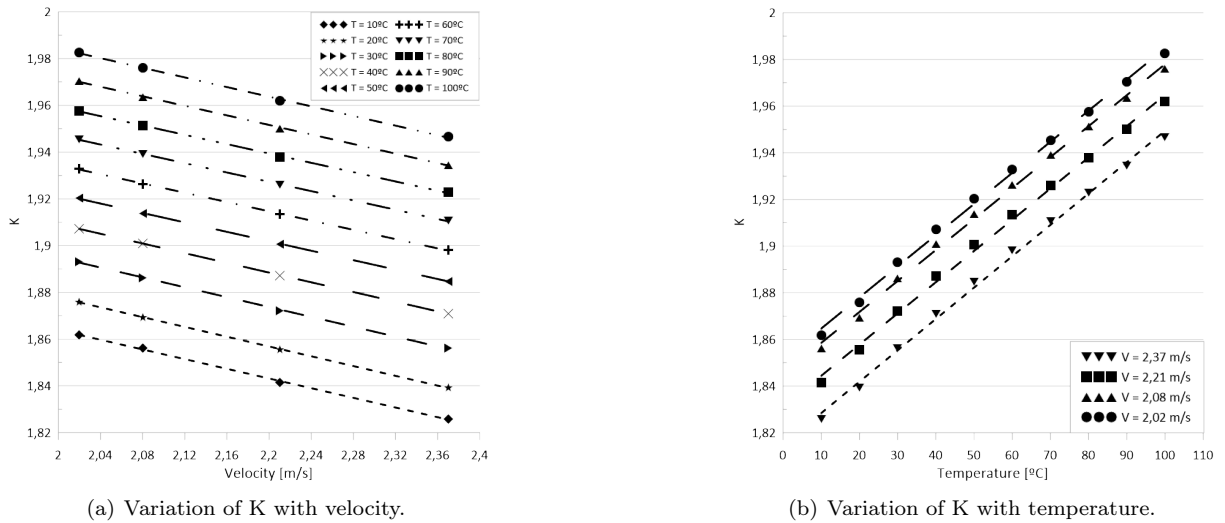 2
1,98
1,96
1,94
1,92
1,9
1,88
1,86
1,84
1,82
K
T = 10ºC T = 60ºC
T = 20ºC T = 70ºC
T = 30ºC T = 80ºC
T = 40ºC T = 90ºC
T = 50ºC T = 100ºC
2 2,04 2,08 2,12 2,16 2,2 2,24 2,28 2,32 2,36 2,4
Velocity [m/s]
(a) Variation of K with velocity.
2
1,98
1,96
1,94
1,92
1,9
1,88
1,86
1,84
1,82
K
V = 2,37 m/s
V = 2,21 m/s
V = 2,08 m/s
V = 2,02 m/s
0 10 20 30 40 50 60 70 80 90 100 110
Temperature [ºC]
(b) Variation of K with temperature.